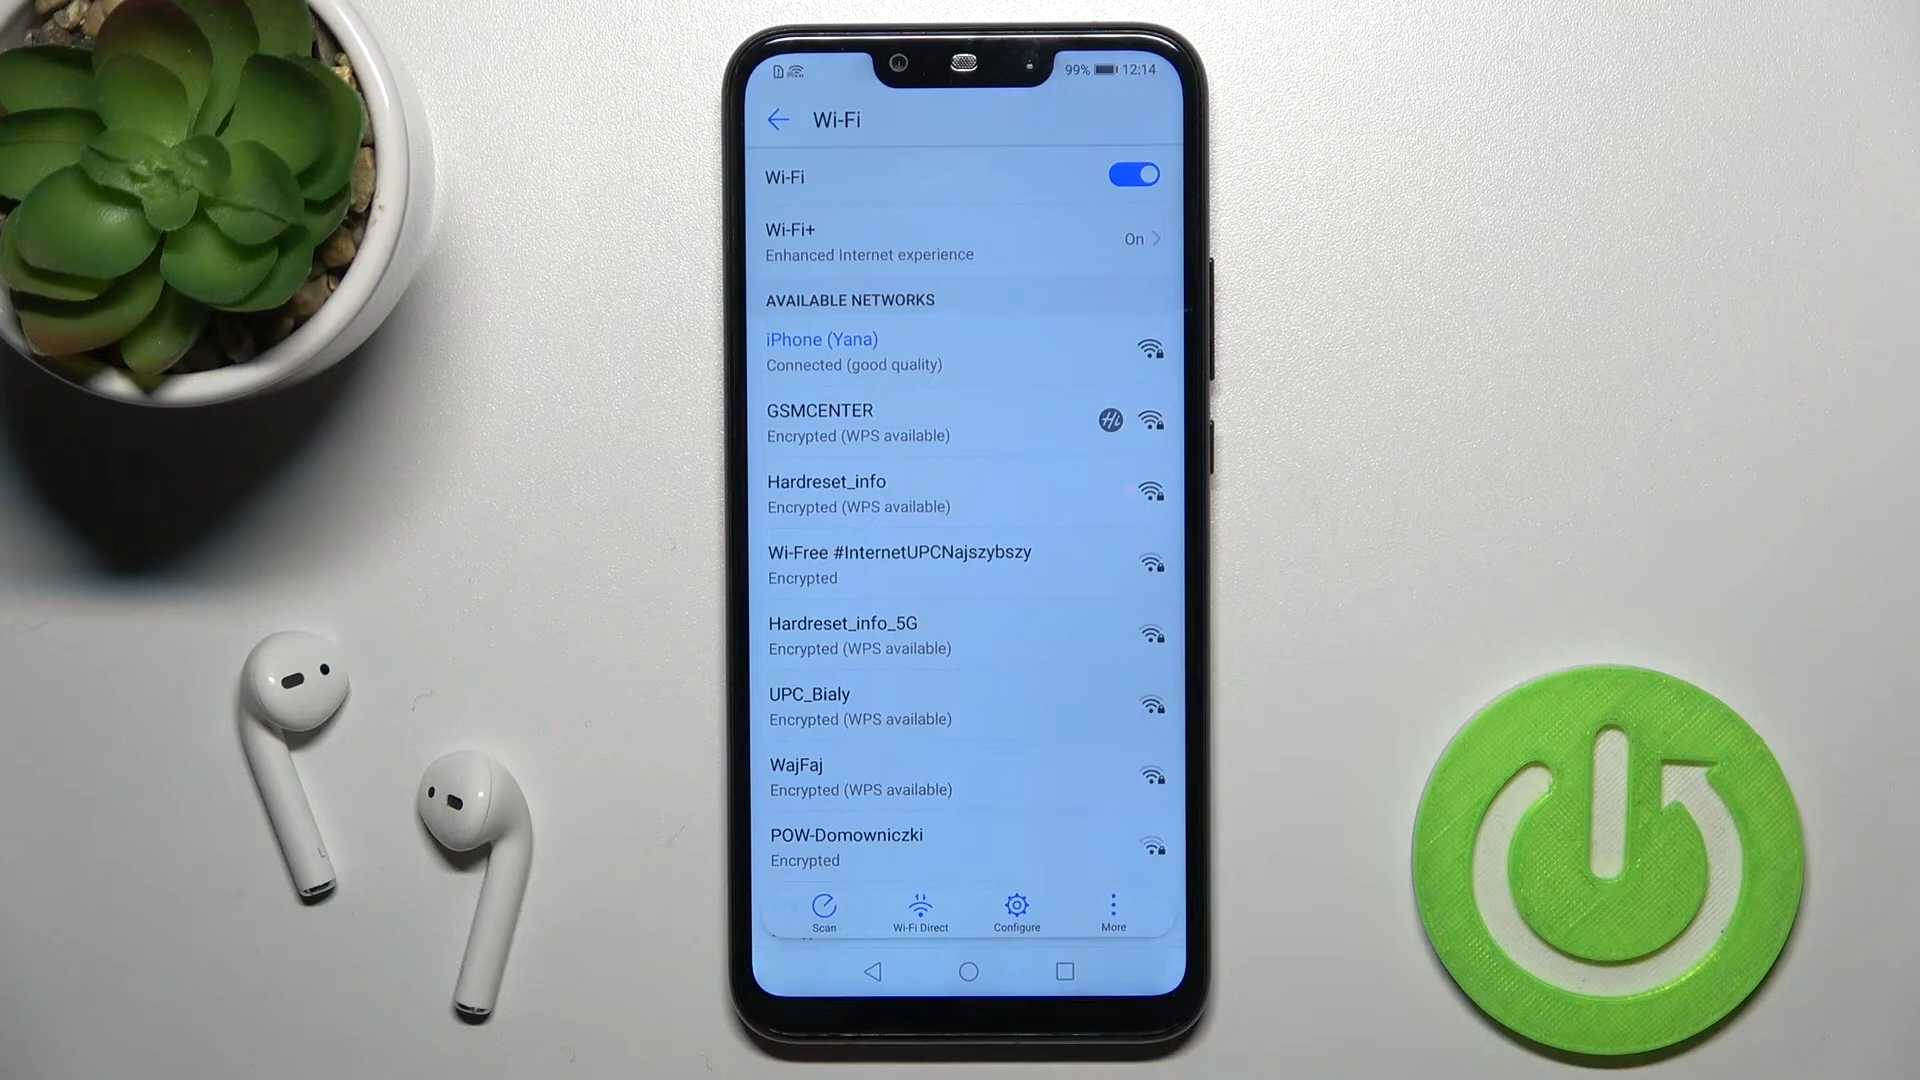 99% 12:14
Wi-Fi
Wi-Fi
Wi-Fi+
Enhanced Internet experience
On
AVAILABLE NETWORKS
iPhone (Yana)
Connected (good quality)
GSMCENTER
Encrypted (WPS available)
Hi
Hardreset_info
Encrypted (WPS available)
Wi-Free #InternetUPCNajszybszy
Encrypted
Hardreset_info_5G
Encrypted (WPS available)
UPC_Bialy
Encrypted (WPS available)
WajFaj
Encrypted (WPS available)
POW-Domowniczki
Encrypted
Scan Wi-Fi Direct Configure More
L